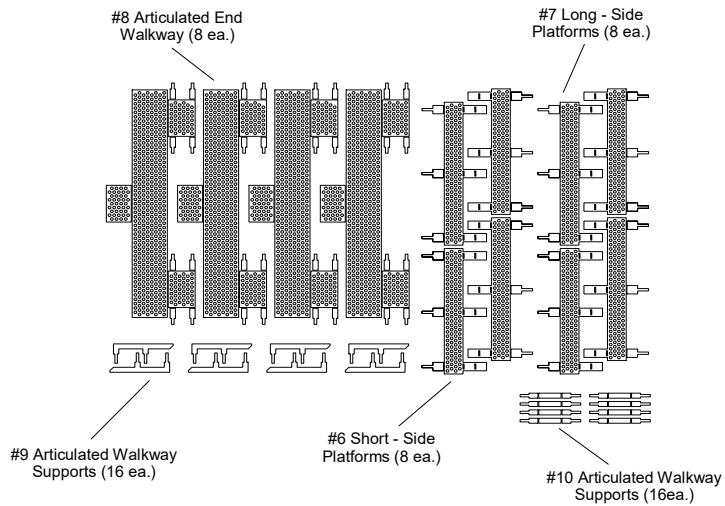 #8 Articulated End
Walkway (8 ea.)
#7 Long - Side
Platforms (8 ea.)
#9 Articulated Walkway
Supports (16 ea.)
#6 Short - Side
Platforms (8 ea.)
#10 Articulated Walkway
Supports (16ea.)